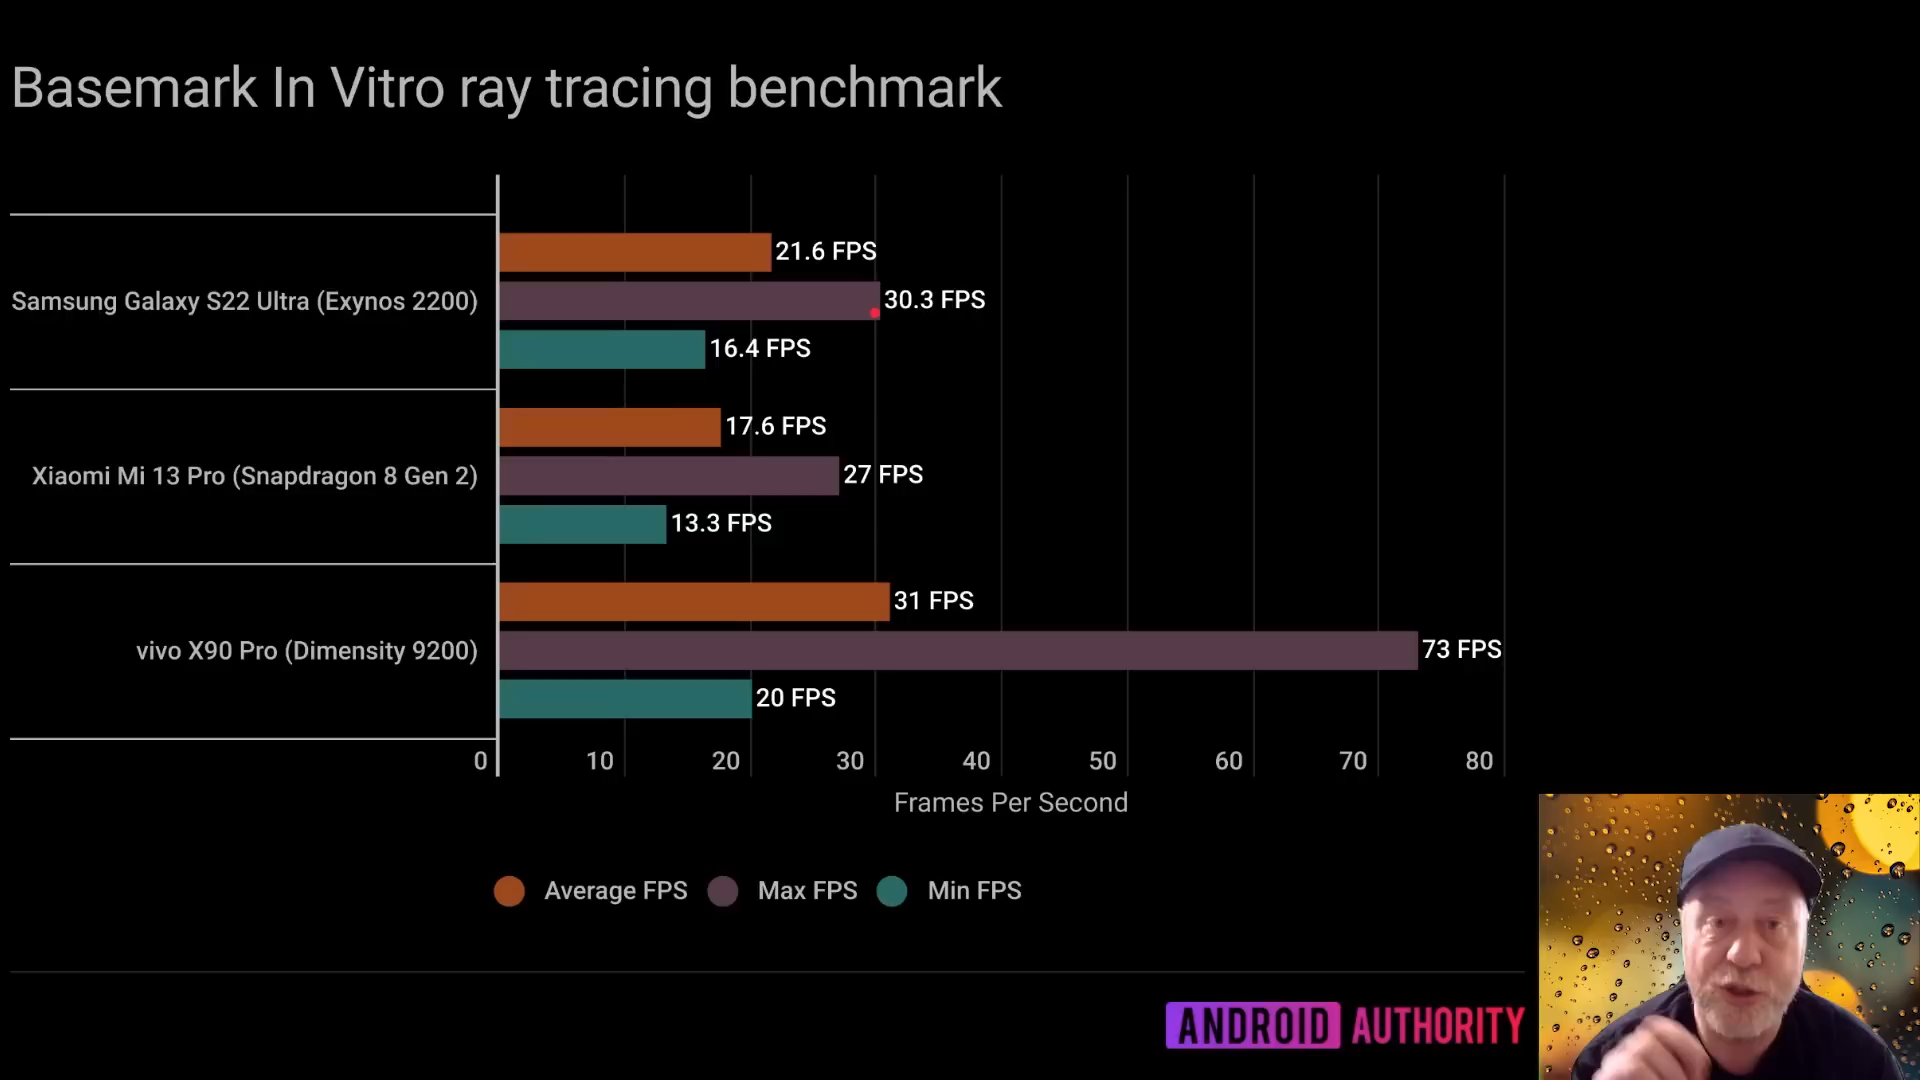 Basemark In Vitro ray tracing benchmark
21.6 FPS
Samsung Galaxy S22 Ultra (Exynos 2200)
30.3 FPS
16.4 FPS
17.6 FPS
Xiaomi Mi 13 Pro (Snapdragon 8 Gen 2)
27 FPS
13.3 FPS
31 FPS
vivo X90 Pro (Dimensity 9200)
73 FPS
20 FPS
0 10 20 30 40 50 60 70 80
Frames Per Second
Average FPS Max FPS Min FPS
ANDROID AUTHORITY